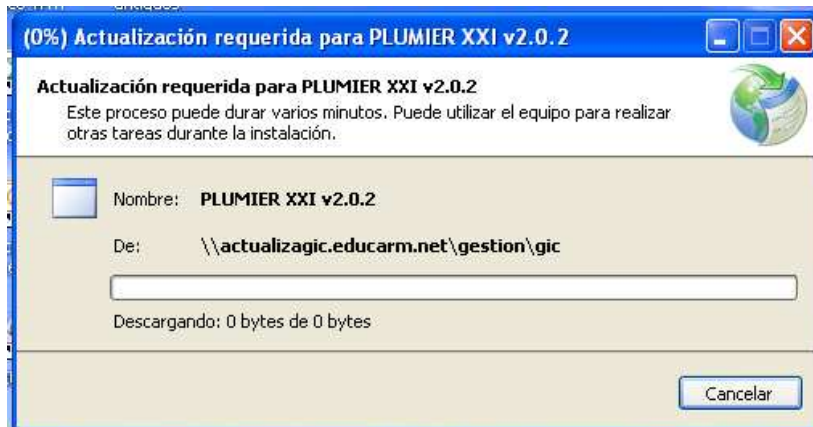 (0%) Actualización requerida para PLUMIER XXI v2.0.2
Actualización requerida para PLUMIER XXI v2.0.2
Este proceso puede durar varios minutos. Puede utilizar el equipo para realizar
otras tareas durante la instalación.
Nombre: PLUMIER XXI v2.0.2
De: \\actualizagic.educarm.net\gestion\gic
Descargando: 0 bytes de 0 bytes
Cancelar